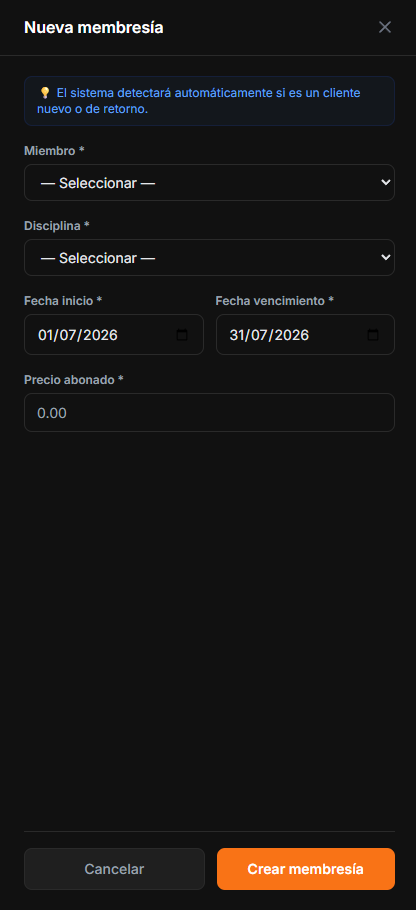 Nueva membresía
💡 El sistema detectará automáticamente si es un cliente
nuevo o de retorno.
Miembro *
— Seleccionar —
Disciplina *
— Seleccionar —
Fecha inicio * Fecha vencimiento *
01/07/2026 31/07/2026
Precio abonado *
0.00
Cancelar Crear membresía